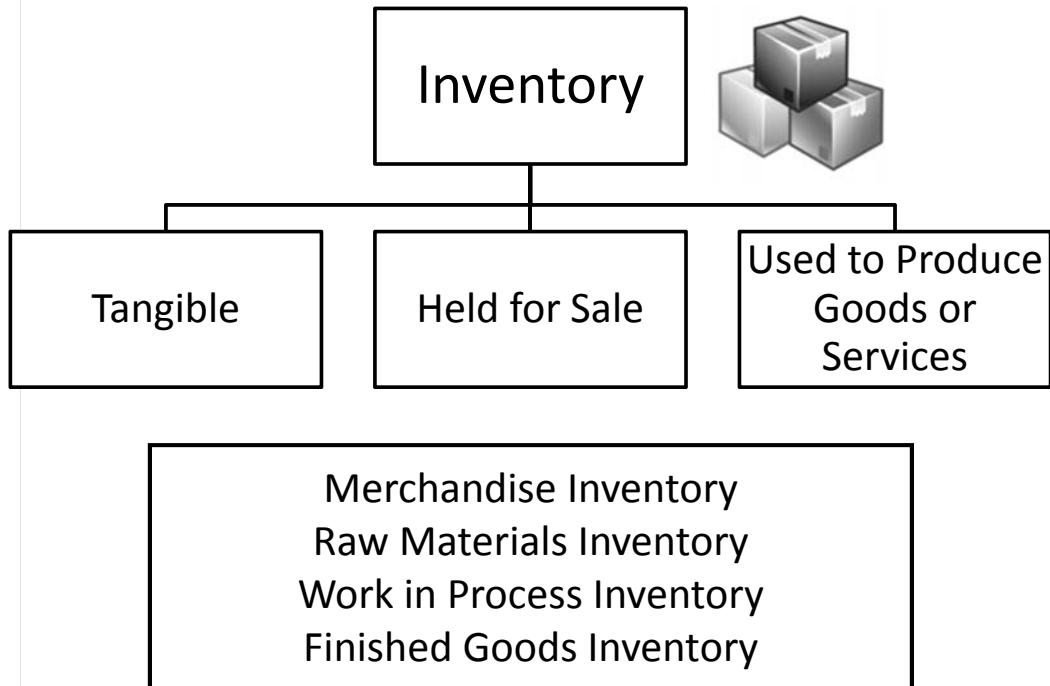 Inventory
Tangible
Held for Sale
Used to Produce
Goods or
Services
Merchandise Inventory
Raw Materials Inventory
Work in Process Inventory
Finished Goods Inventory